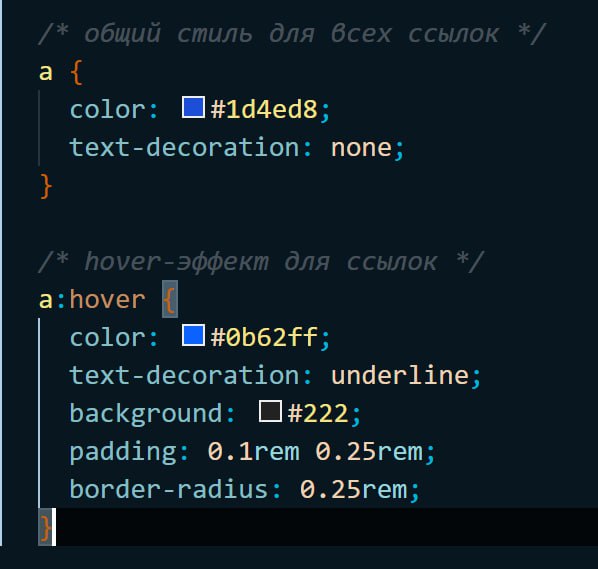 /* общий стиль для всех ссылок */
a {
color: #1d4ed8;
text-decoration: none;
}
/* hover-эффект для ссылок */
a:hover {
color: #0b62ff;
text-decoration: underline;
background: #222;
padding: 0.1rem 0.25rem;
border-radius: 0.25rem;
}